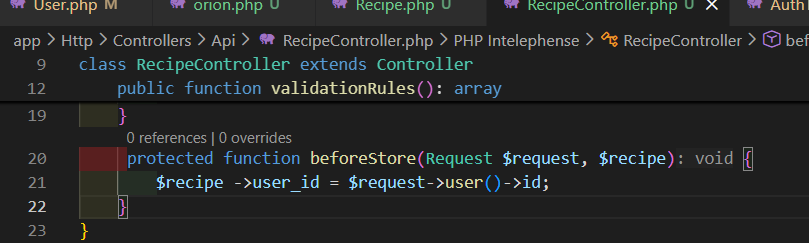 User.php M orion.php U Recipe.php U RecipeController.php U Auth
app > Http > Controllers > Api > RecipeController.php > PHP Intelephense > RecipeController > bef
9 class RecipeController extends Controller
12 public function validationRules(): array
19 }
0 references | 0 overrides
20 protected function beforeStore(Request $request, $recipe): void {
21 $recipe ->user_id = $request->user()->id;
22 }
23 }